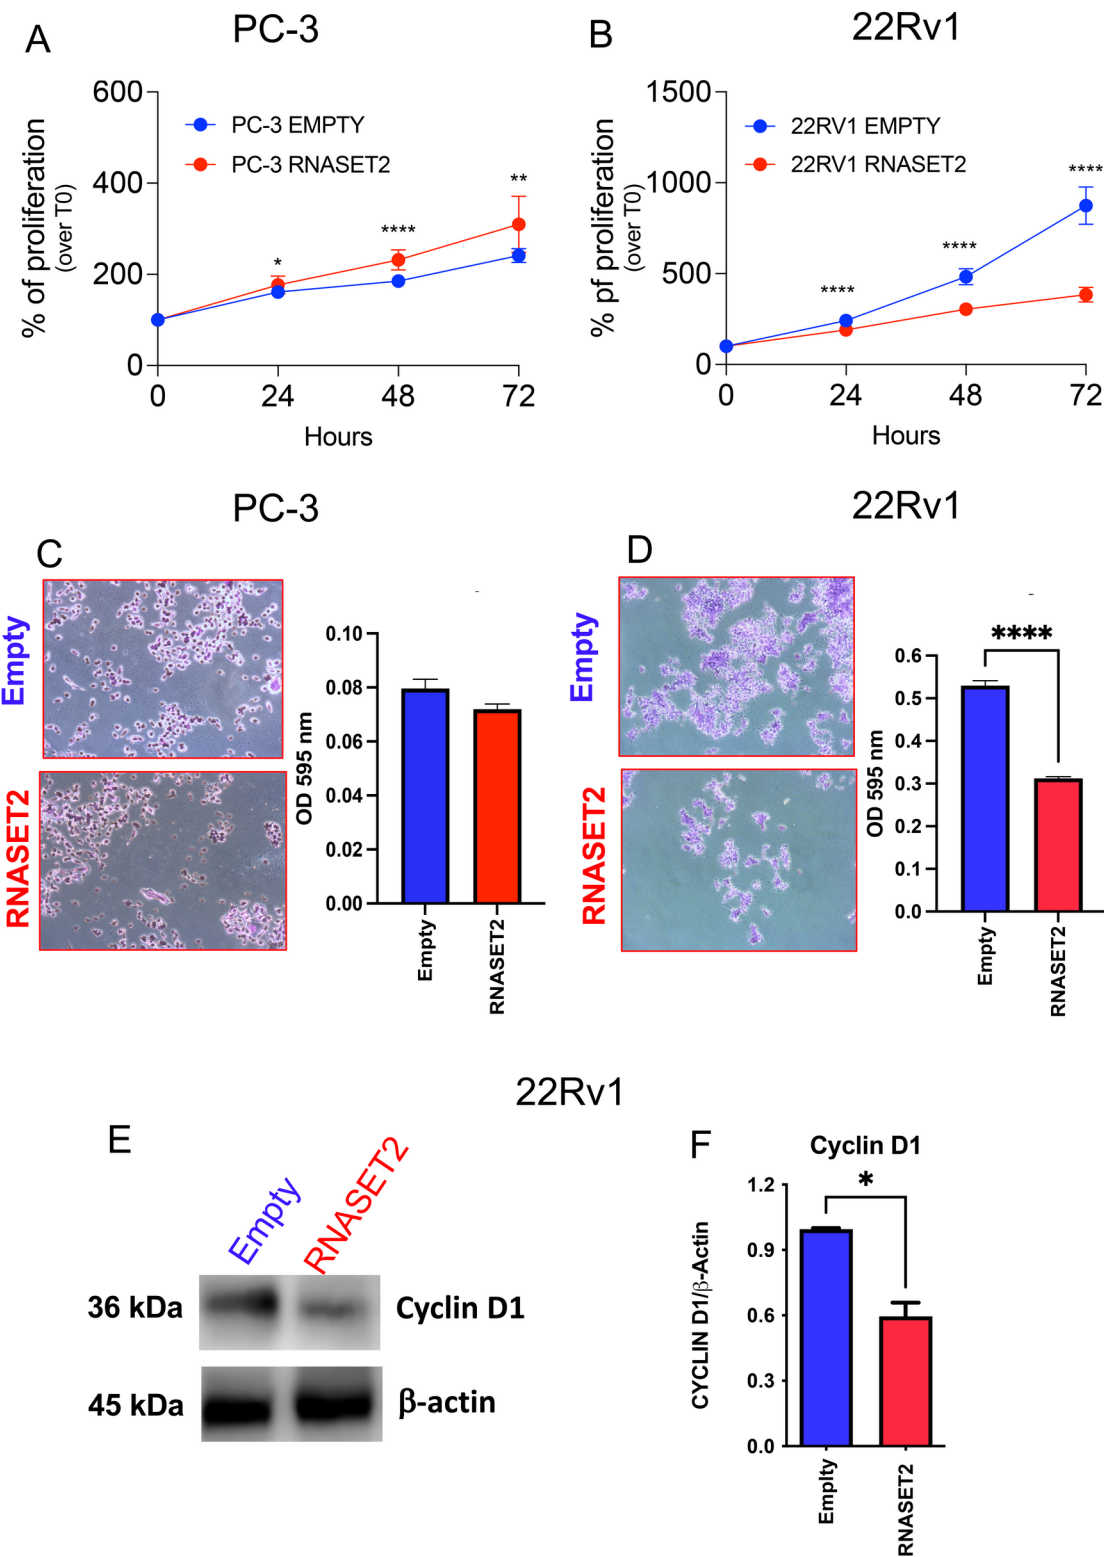 A
PC-3
600
400
200
0
% of proliferation
(over T0)
PC-3 EMPTY
PC-3 RNASET2
*
****
**
0 24 48 72
Hours
B
22Rv1
1500
1000
500
0
% pf proliferation
(over T0)
22RV1 EMPTY
22RV1 RNASET2
****
****
****
0 24 48 72
Hours
PC-3
C
Empty
RNASET2
OD 595 nm
0.10
0.08
0.06
0.04
0.02
0.00
Empty
RNASET2
22Rv1
D
Empty
RNASET2
OD 595 nm
****
0.6
0.5
0.4
0.3
0.2
0.1
0.0
Empty
RNASET2
22Rv1
E
Empty
RNASET2
36 kDa
Cyclin D1
45 kDa
β-actin
F
Cyclin D1
*
CYCLIN D1/β-Actin
1.2
0.9
0.6
0.3
0.0
Emplty
RNASET2